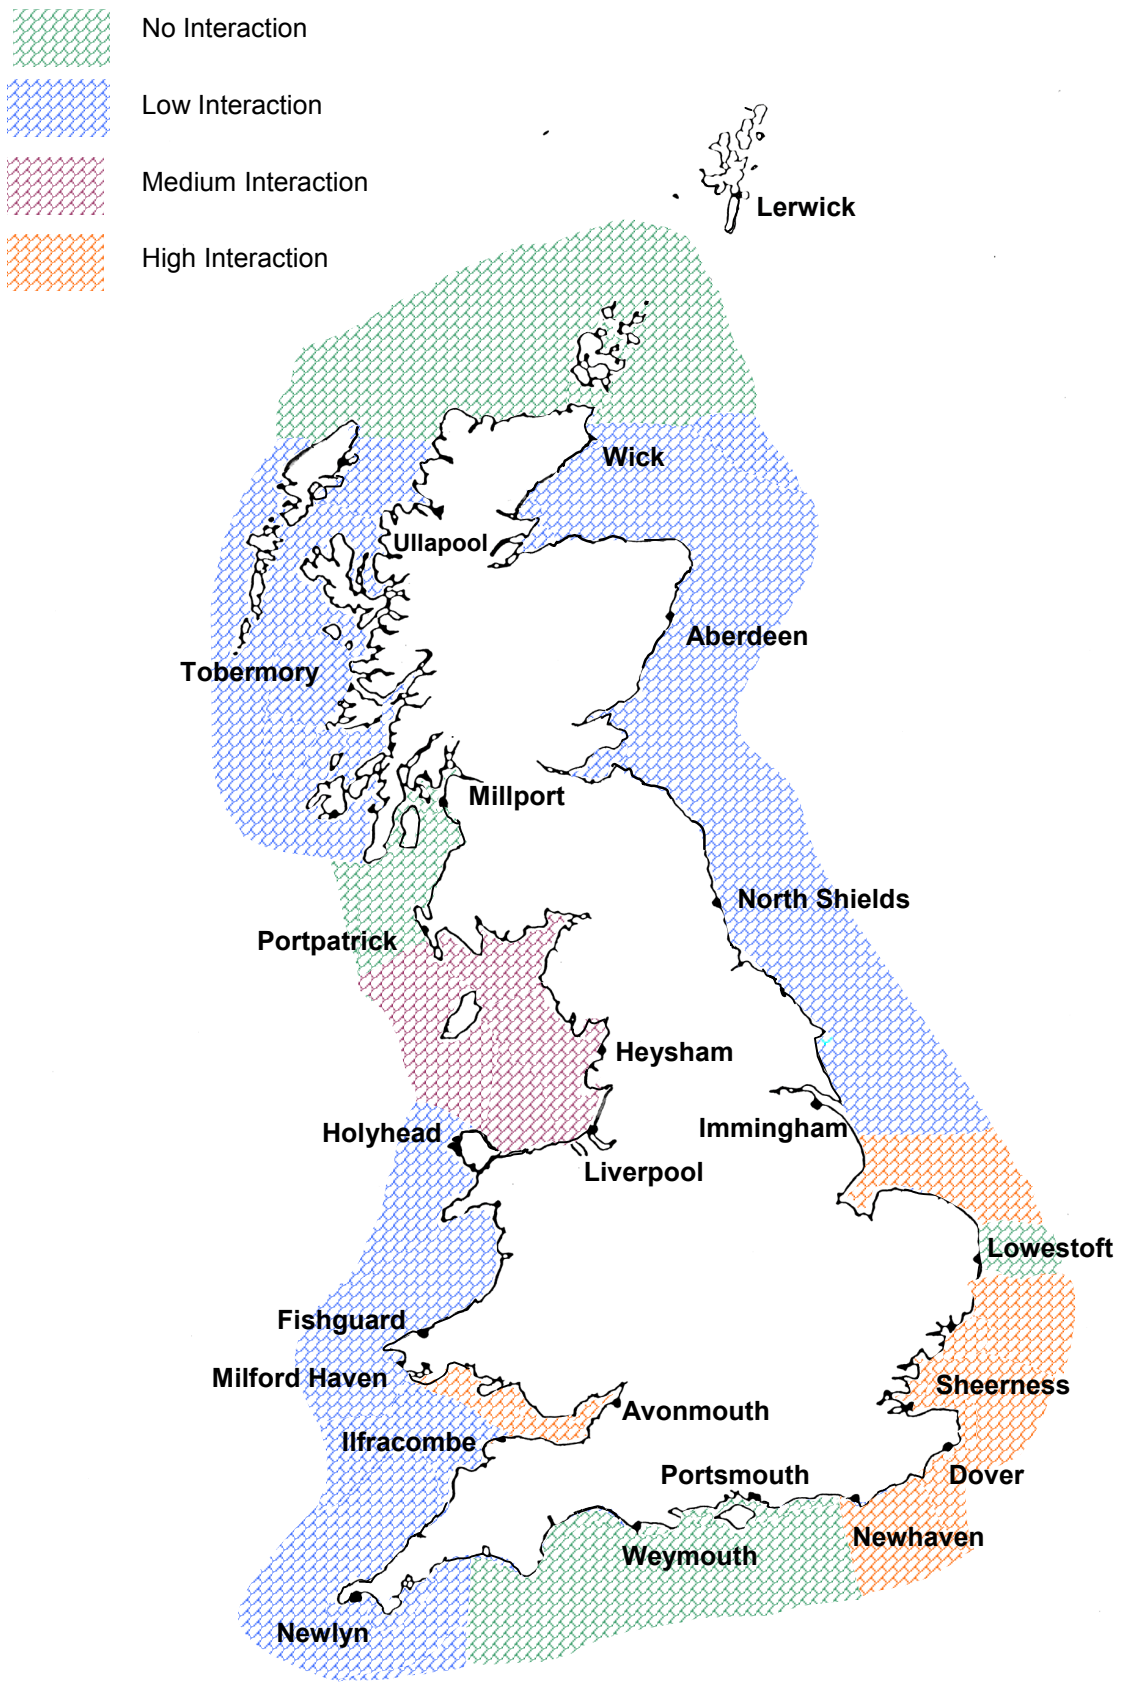 No Interaction
Low Interaction
Medium Interaction
High Interaction
Lerwick
Wick
Ullapool
Aberdeen
Tobermory
Millport
North Shields
Portpatrick
Heysham
Immingham
Holyhead
Liverpool
Lowestoft
Fishguard
Milford Haven
Sheerness
Avonmouth
Ilfracombe
Portsmouth
Dover
Newhaven
Weymouth
Newlyn